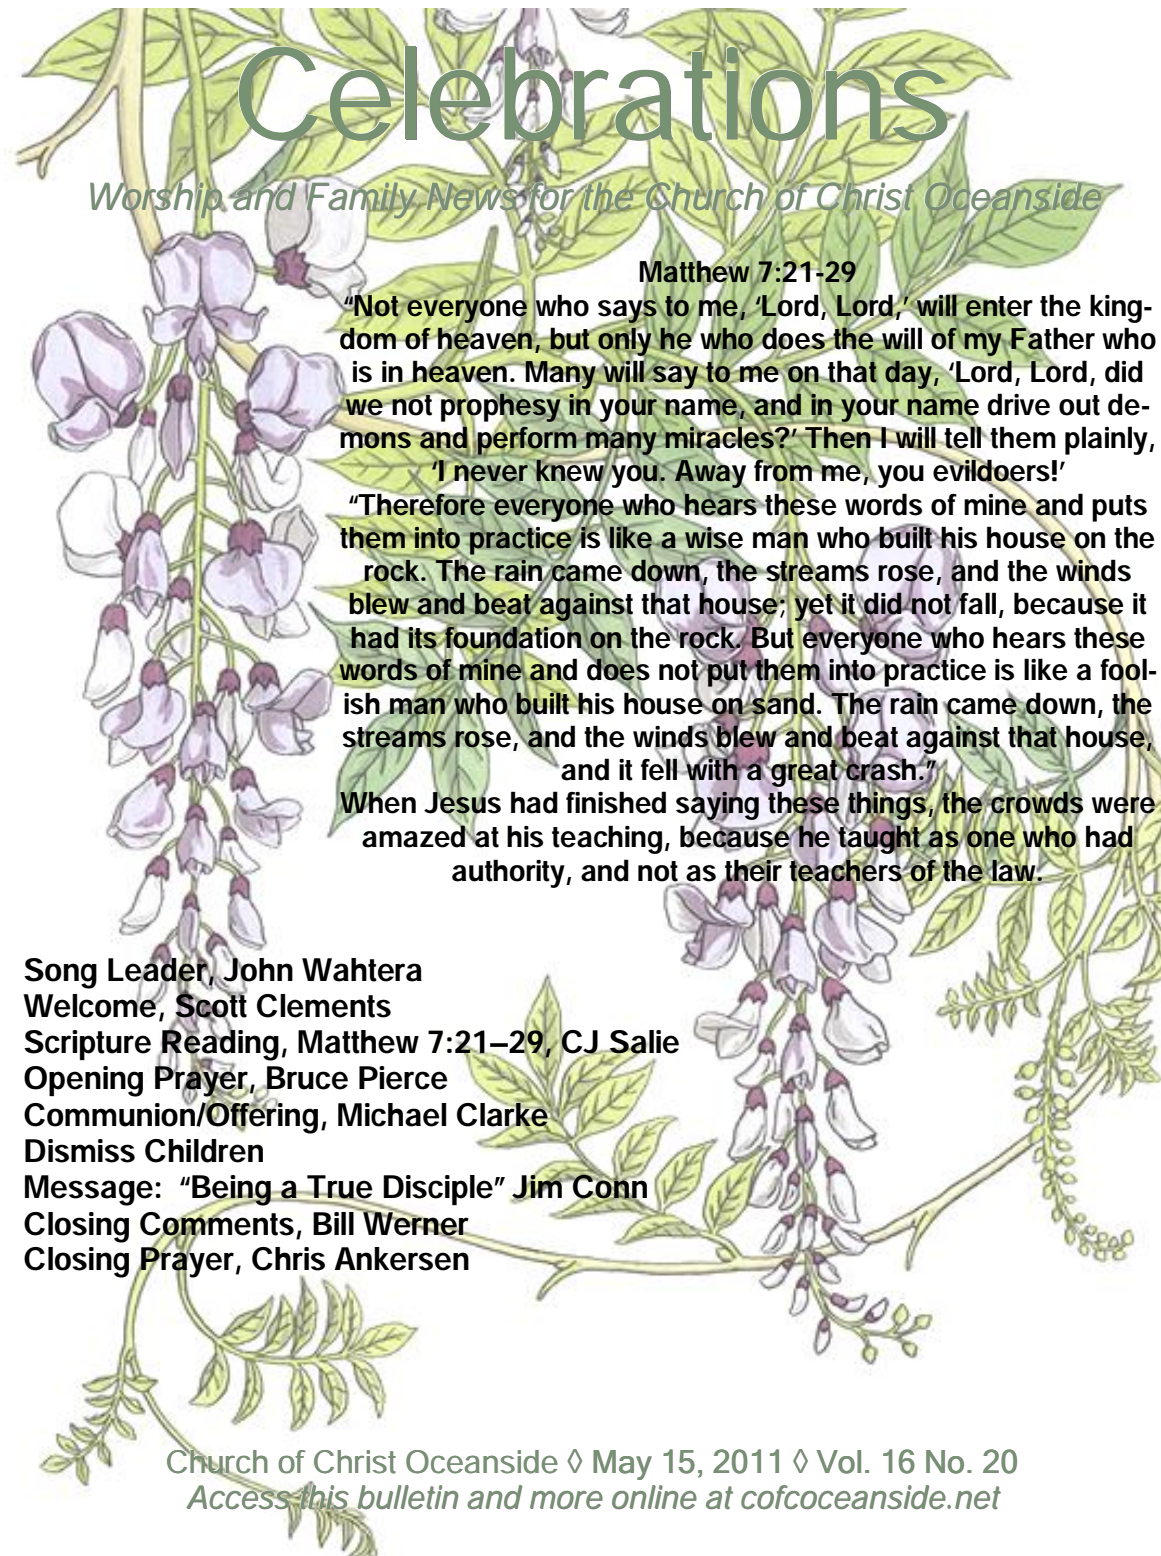 Celebrations
Worship and Family News for the Church of Christ Oceanside
Matthew 7:21-29
“Not everyone who says to me, ‘Lord, Lord,’ will enter the king-
dom of heaven, but only he who does the will of my Father who
is in heaven. Many will say to me on that day, ‘Lord, Lord, did
we not prophesy in your name, and in your name drive out de-
mons and perform many miracles?’ Then I will tell them plainly,
‘I never knew you. Away from me, you evildoers!’
“Therefore everyone who hears these words of mine and puts
them into practice is like a wise man who built his house on the
rock. The rain came down, the streams rose, and the winds
blew and beat against that house; yet it did not fall, because it
had its foundation on the rock. But everyone who hears these
words of mine and does not put them into practice is like a fool-
ish man who built his house on sand. The rain came down, the
streams rose, and the winds blew and beat against that house,
and it fell with a great crash.”
When Jesus had finished saying these things, the crowds were
amazed at his teaching, because he taught as one who had
authority, and not as their teachers of the law.
Song Leader, John Wahtera
Welcome, Scott Clements
Scripture Reading, Matthew 7:21–29, CJ Salie
Opening Prayer, Bruce Pierce
Communion/Offering, Michael Clarke
Dismiss Children
Message:  “Being a True Disciple” Jim Conn
Closing Comments, Bill Werner
Closing Prayer, Chris Ankersen
Church of Christ Oceanside ◊ May 15, 2011 ◊ Vol. 16 No. 20
Access this bulletin and more online at cofcoceanside.net